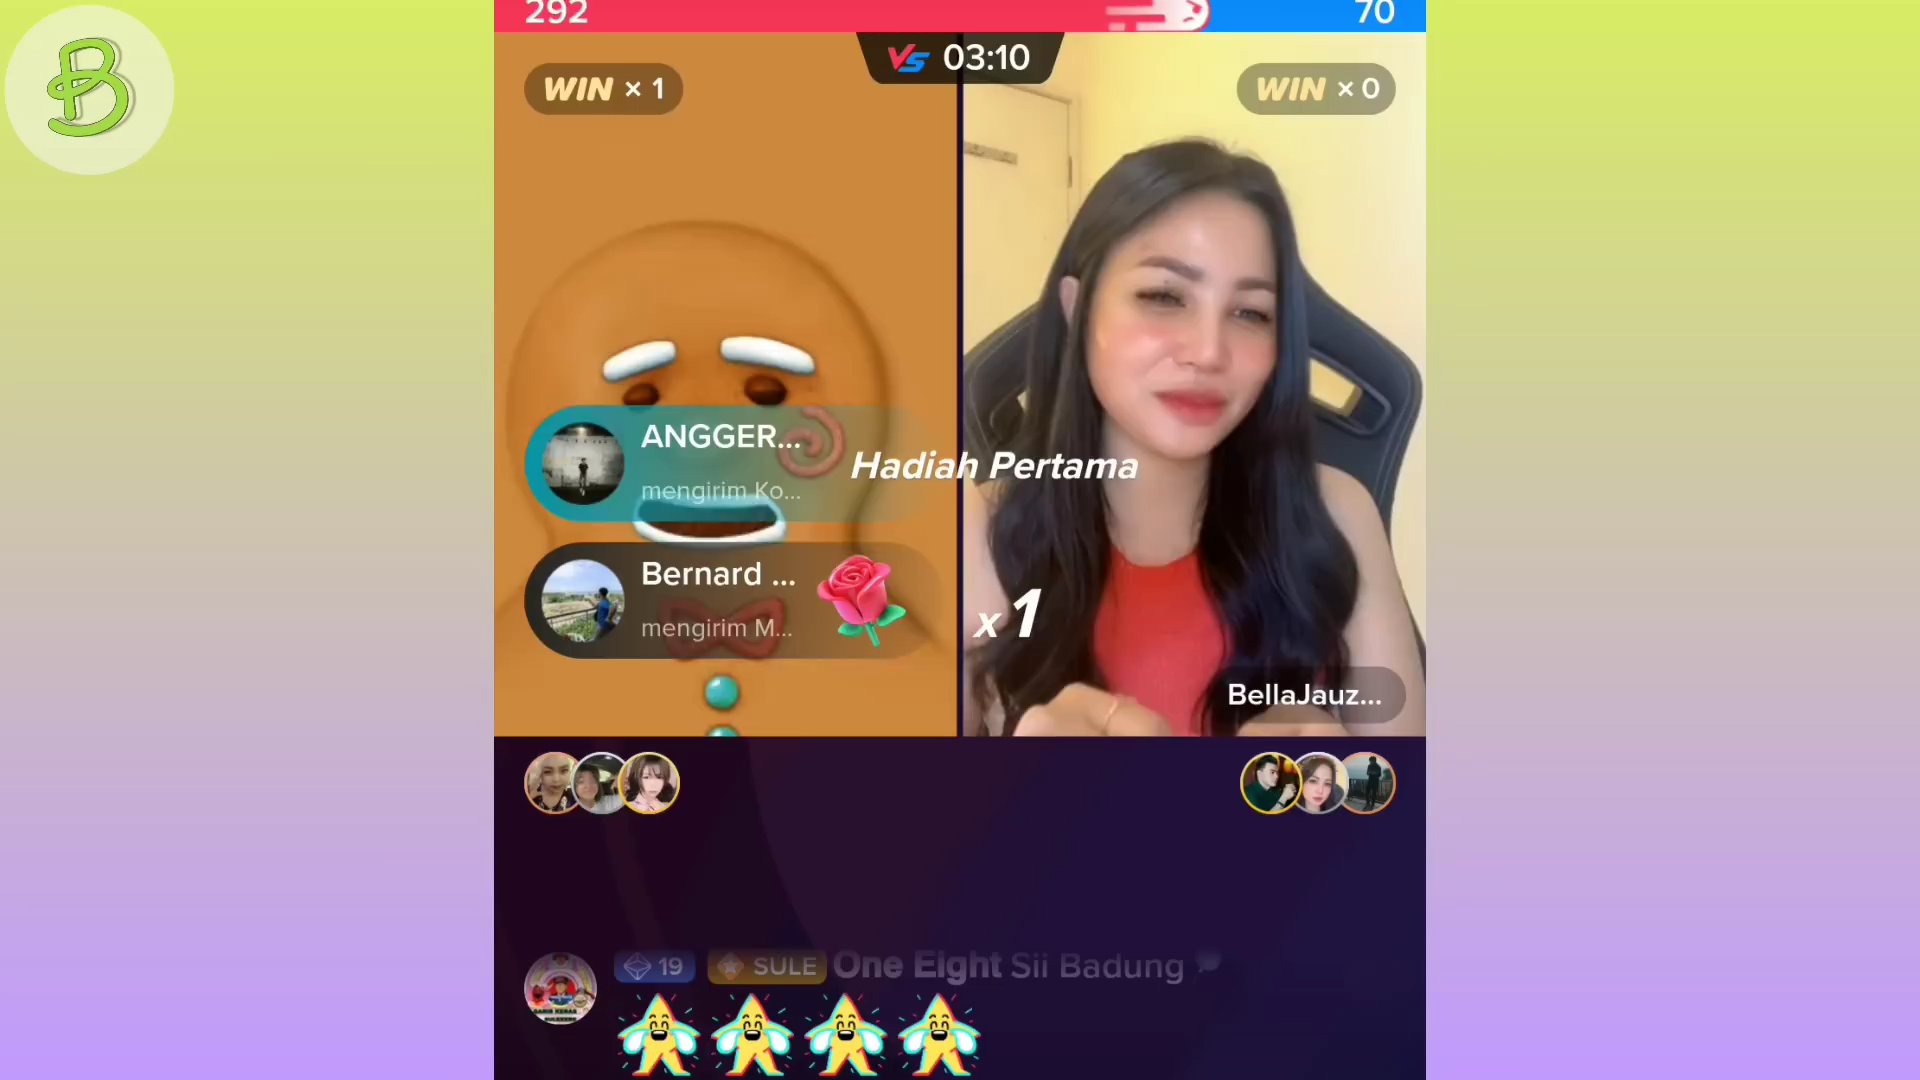 292
70
VS 03:10
WIN × 1
WIN × 0
ANGGER...
mengirim Ko...
Hadiah Pertama
Bernard ...
mengirim M...
x 1
BellaJauz...
19 SULE One Eight Sii Badung
B